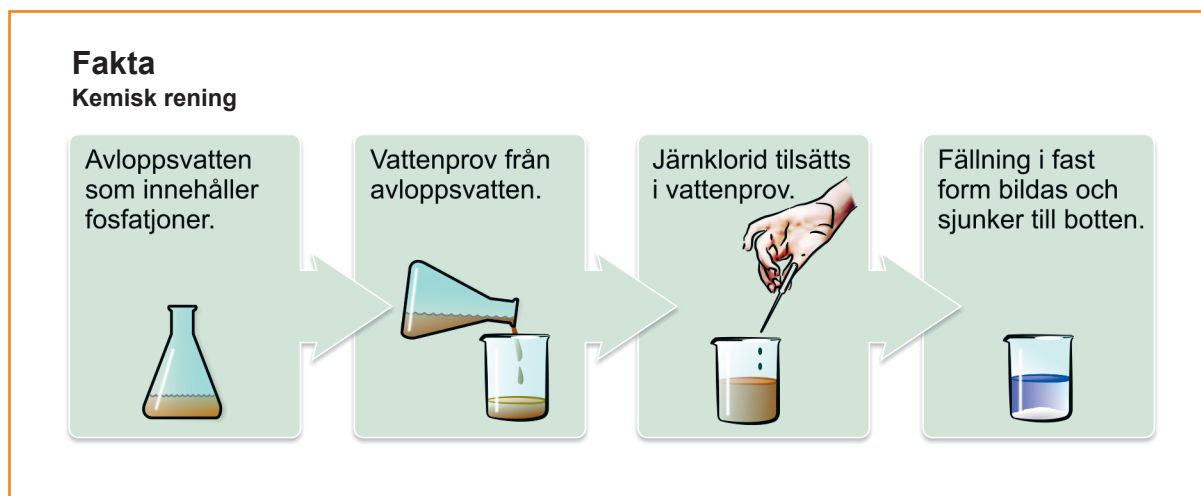 Fakta
Kemisk rening
Avloppsvatten
som innehåller
fosfatjoner.
Vattenprov från
avloppsvatten.
Järnklorid tilsätts
i vattenprov.
Fällning i fast
form bildas och
sjunker till botten.